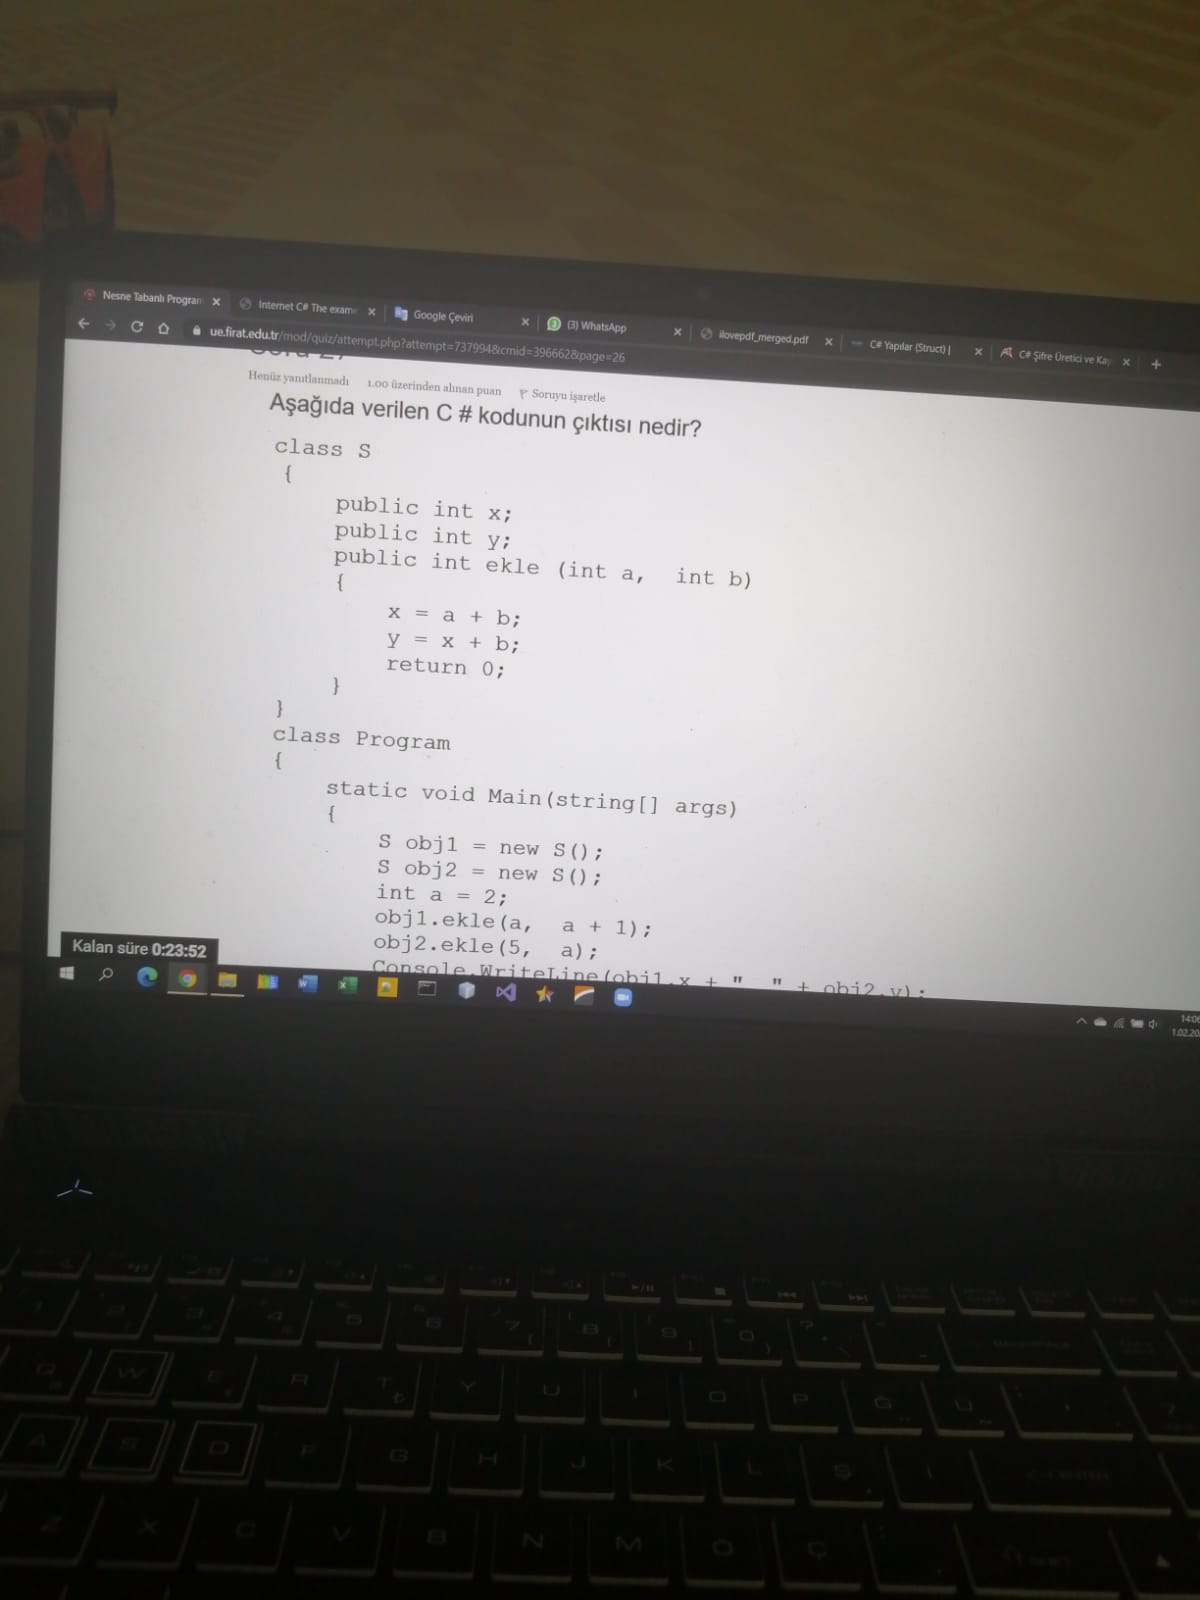 Nesne Tabanlı Program
Internet C# The exam
Google Çeviri
(3) WhatsApp
ilovepdf_merged.pdf
C# Yapılar (Struct) |
C# Şifre Üretici ve Kay
ue.firat.edu.tr/mod/quiz/attempt.php?attempt=737994&cmid=396662&page=26
Henüz yanıtlanmadı 1.00 üzerinden alınan puan Soruyu işaretle
Aşağıda verilen C # kodunun çıktısı nedir?
class S
{
public int x;
public int y;
public int ekle (int a, int b)
{
x = a + b;
y = x + b;
return 0;
}
}
class Program
{
static void Main(string[] args)
{
S obj1 = new S();
S obj2 = new S();
int a = 2;
obj1.ekle(a, a + 1);
obj2.ekle(5, a);
Console.WriteLine(obj1.x + " " + obj2.y);
Kalan süre 0:23:52
14:06
1.02.20